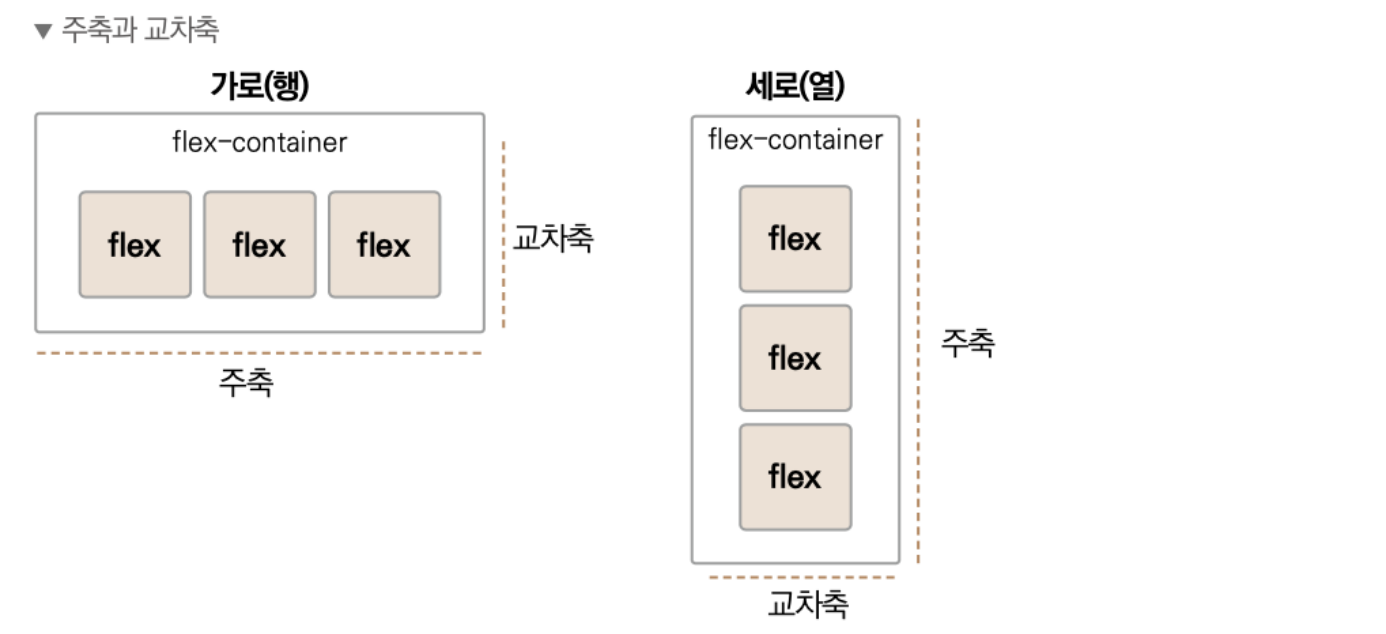 ▼ 주축과 교차축
가로(행)
flex-container
flex flex flex
교차축
주축
세로(열)
flex-container
flex
flex
flex
주축
교차축